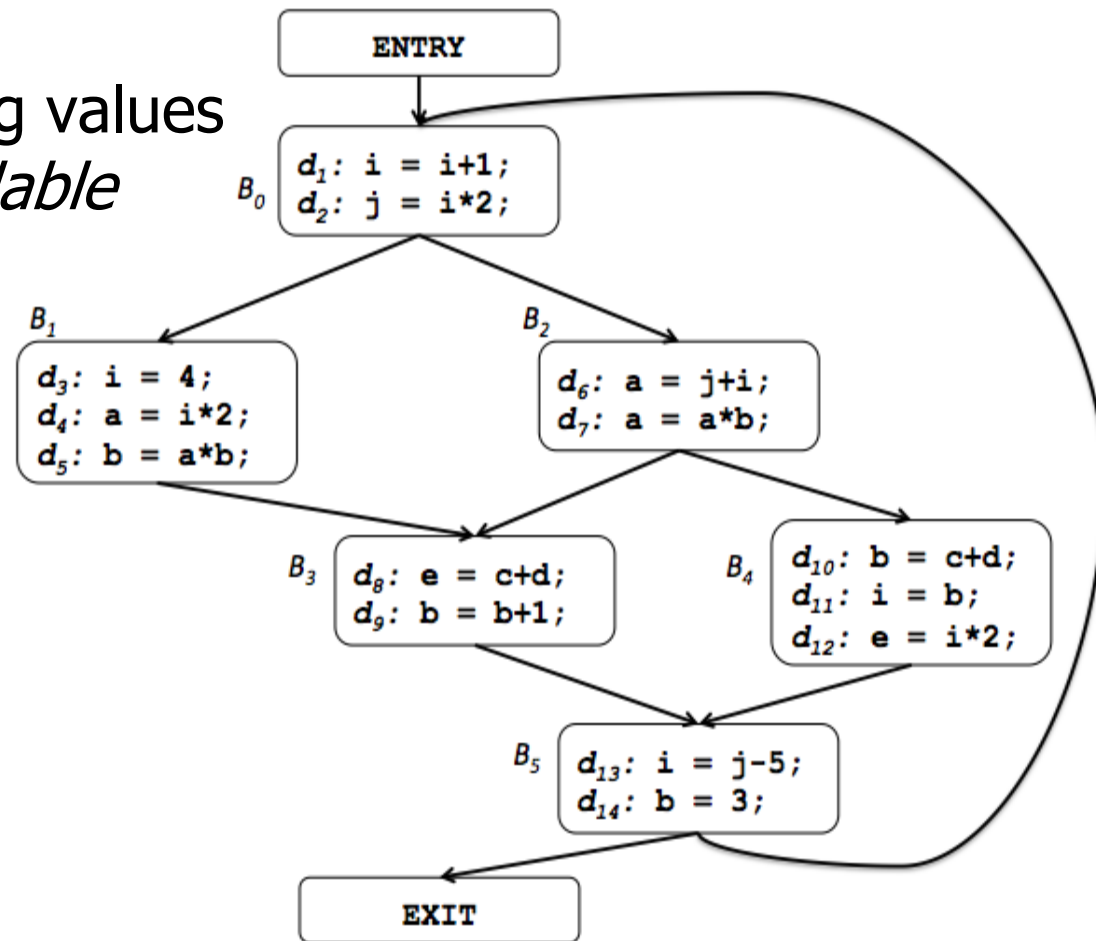 ENTRY
g values
lable
B₀
d₁: i = i+1;
d₂: j = i*2;
B₁
d₃: i = 4;
d₄: a = i*2;
d₅: b = a*b;
B₂
d₆: a = j+i;
d₇: a = a*b;
B₃
d₈: e = c+d;
d₉: b = b+1;
B₄
d₁₀: b = c+d;
d₁₁: i = b;
d₁₂: e = i*2;
B₅
d₁₃: i = j-5;
d₁₄: b = 3;
EXIT